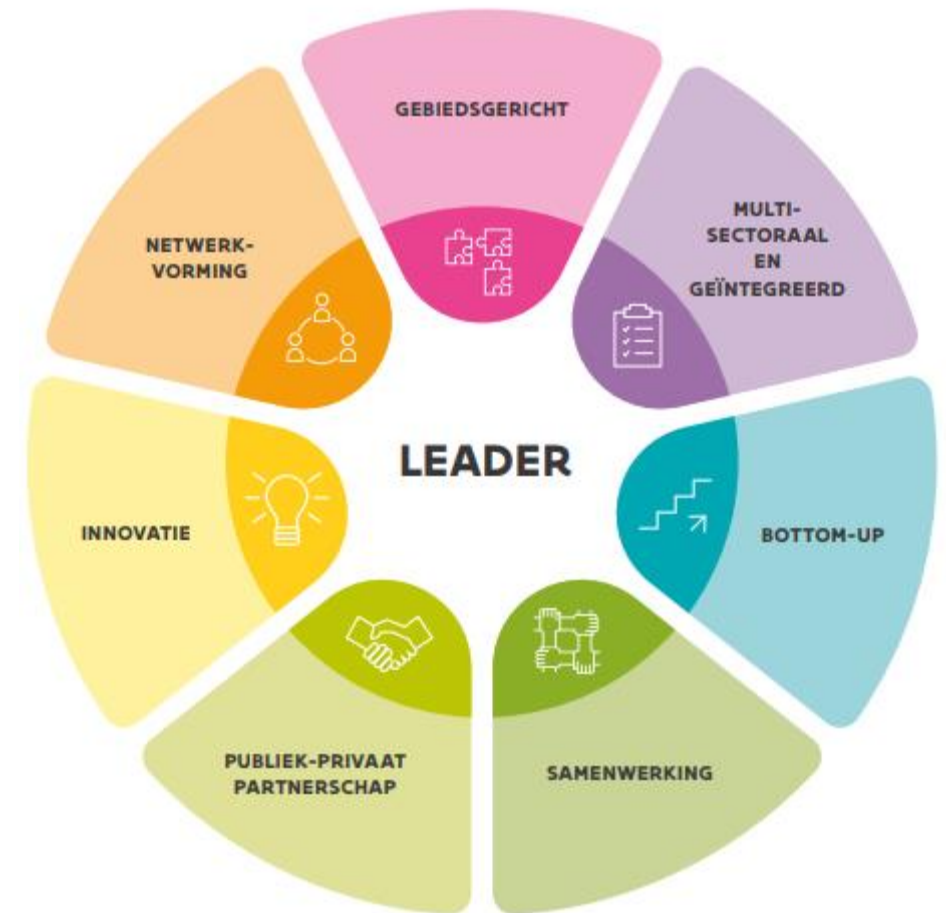 GEBIEDSGERICHT
MULTI-
SECTORAAL
EN
GEÏNTEGREERD
BOTTOM-UP
SAMENWERKING
PUBLIEK-PRIVAAT
PARTNERSCHAP
INNOVATIE
NETWERK-
VORMING
LEADER